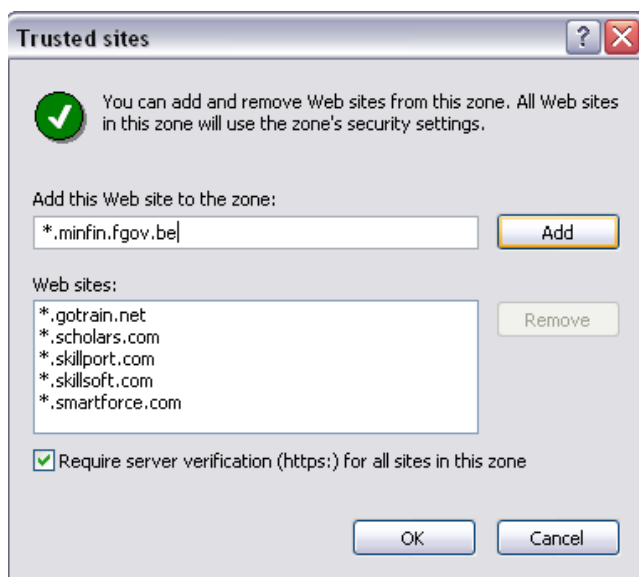 Trusted sites
You can add and remove Web sites from this zone. All Web sites
in this zone will use the zone's security settings.
Add this Web site to the zone:
*.minfin.fgov.be
Add
Web sites:
*.gotrain.net
*.scholars.com
*.skillport.com
*.skillsoft.com
*.smartforce.com
Remove
Require server verification (https:) for all sites in this zone
OK
Cancel